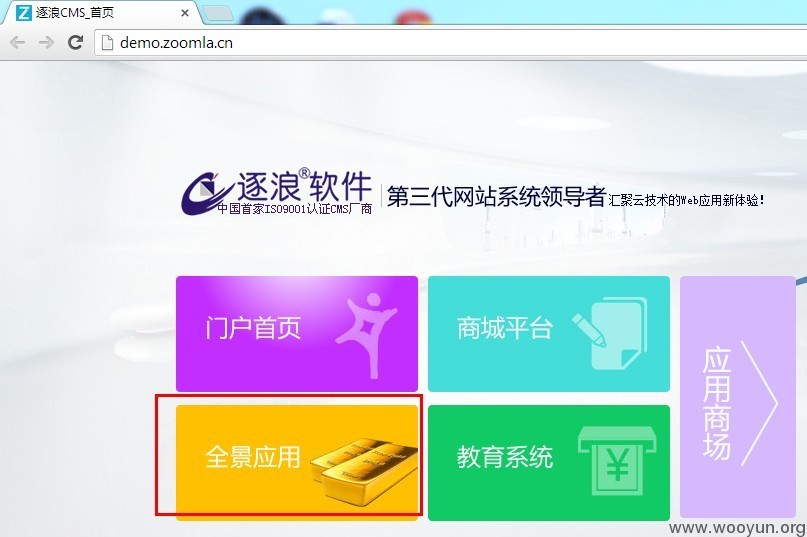 逐浪CMS_首页
demo.zoomla.cn
逐浪®软件
中国首家ISO9001认证CMS厂商
第三代网站系统领导者
汇聚云技术的Web应用新体验!
门户首页
商城平台
应用商场
全景应用
教育系统
www.wooyun.org